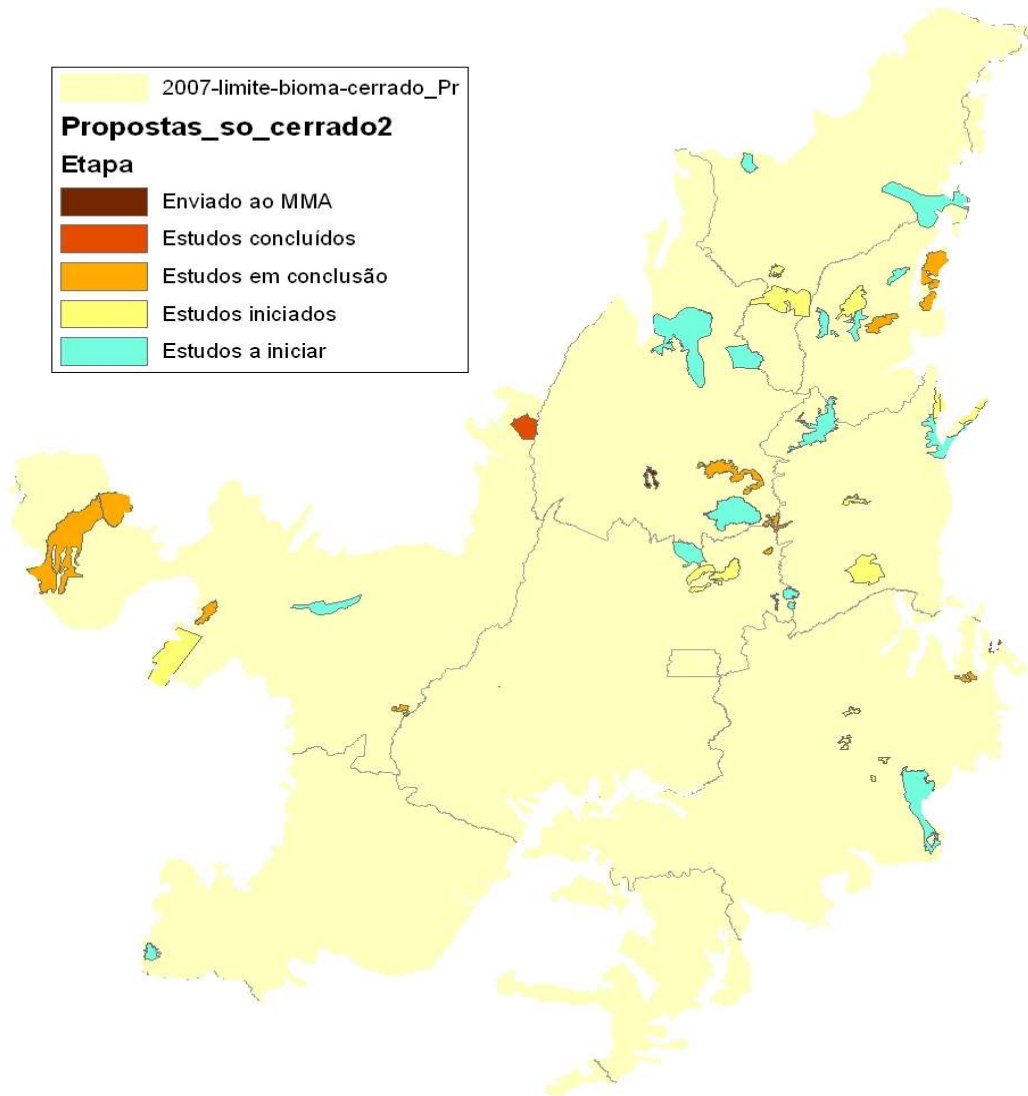 2007-limite-bioma-cerrado_Pr
Propostas_so_cerrado2
Etapa
Enviado ao MMA
Estudos concluídos
Estudos em conclusão
Estudos iniciados
Estudos a iniciar